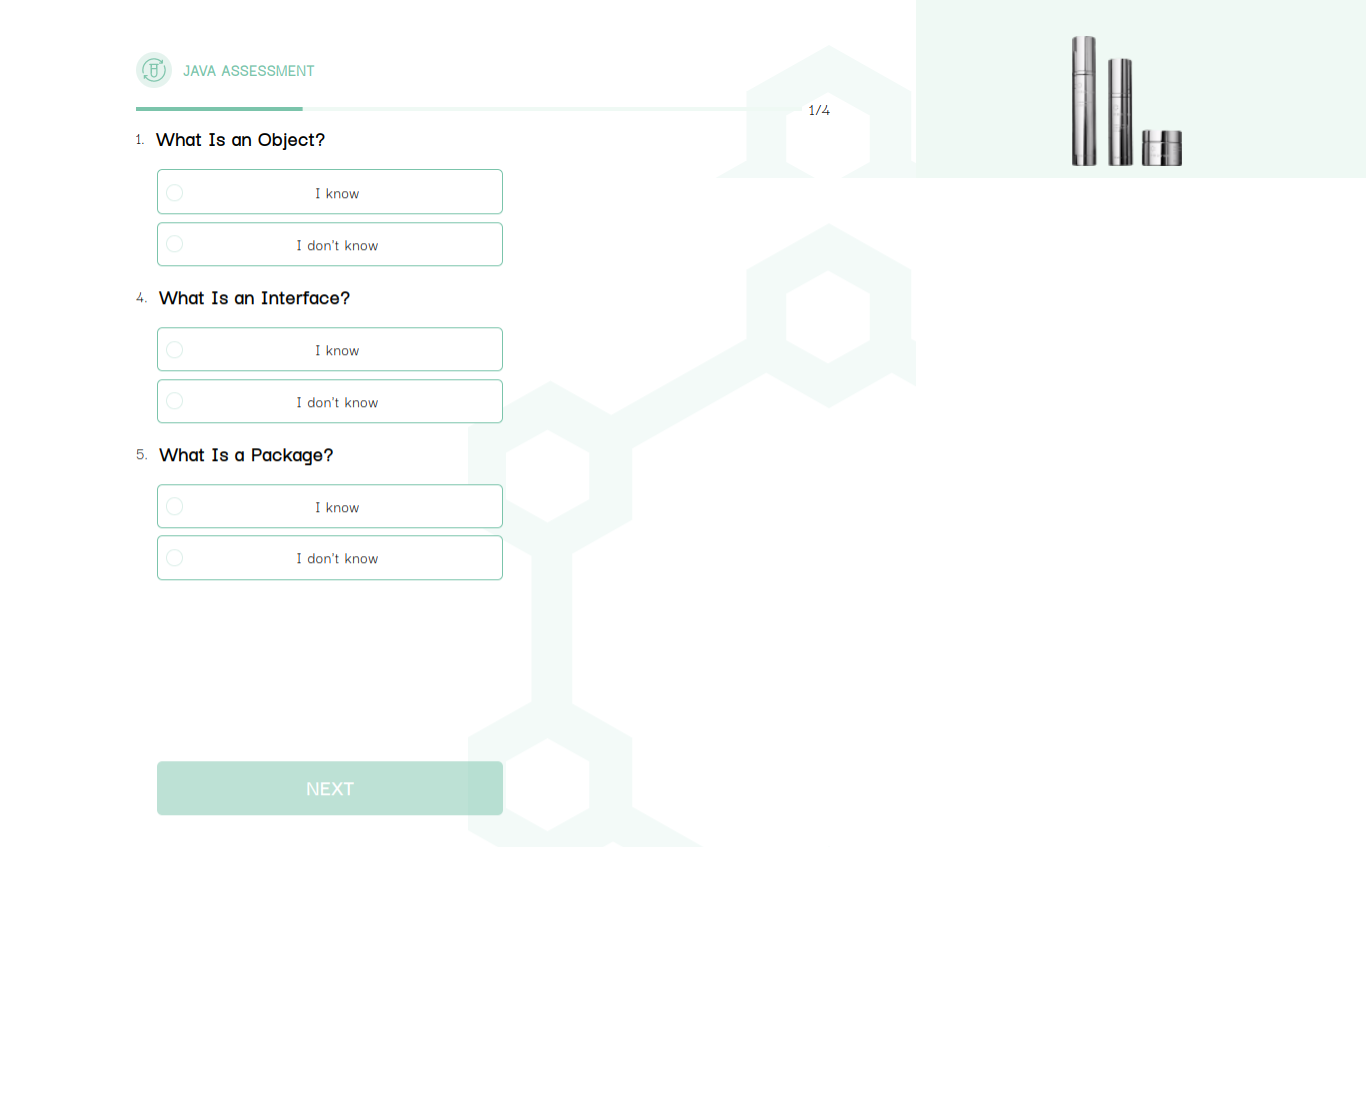 JAVA ASSESSMENT
1/4
1. What Is an Object?
I know
I don't know
4. What Is an Interface?
I know
I don't know
5. What Is a Package?
I know
I don't know
NEXT